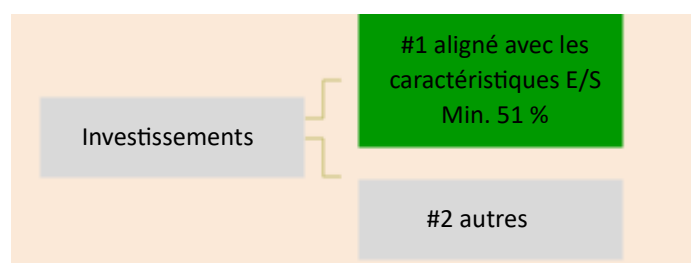 #1 aligné avec les
caractéristiques E/S
Min. 51 %
Investissements
#2 autres